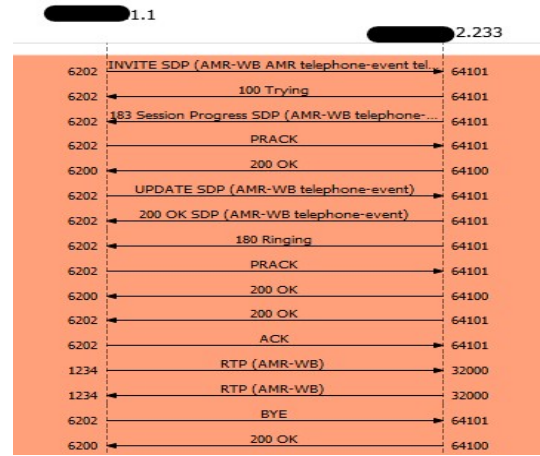 1.1
2.233
6202 INVITE SDP (AMR-WB AMR telephone-event tel... 64101
6202 100 Trying 64101
6202 183 Session Progress SDP (AMR-WB telephone-... 64101
6202 PRACK 64101
6200 200 OK 64100
6202 UPDATE SDP (AMR-WB telephone-event) 64101
6202 200 OK SDP (AMR-WB telephone-event) 64101
6202 180 Ringing 64101
6202 PRACK 64101
6200 200 OK 64100
6202 200 OK 64101
6202 ACK 64101
1234 RTP (AMR-WB) 32000
1234 RTP (AMR-WB) 32000
6202 BYE 64101
6200 200 OK 64100